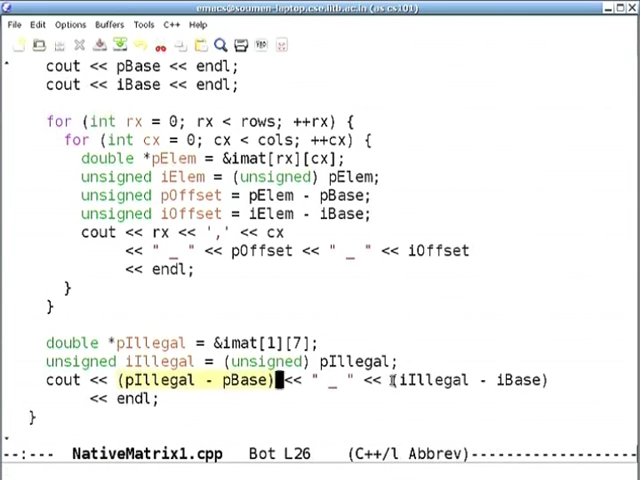 emacs@soumen-laptop.cse.iitb.ac.in (as cs101)
File Edit Options Buffers Tools C++ Help
cout << pBase << endl;
cout << iBase << endl;
for (int rx = 0; rx < rows; ++rx) {
for (int cx = 0; cx < cols; ++cx) {
double *pElem = &imat[rx][cx];
unsigned iElem = (unsigned) pElem;
unsigned pOffset = pElem - pBase;
unsigned iOffset = iElem - iBase;
cout << rx << ',' << cx
<< " _ " << pOffset << " _ " << iOffset
<< endl;
}
}
double *pIllegal = &imat[1][7];
unsigned iIllegal = (unsigned) pIllegal;
cout << (pIllegal - pBase) << " _ " << (iIllegal - iBase)
<< endl;
}
--:--- NativeMatrix1.cpp Bot L26 (C++/l Abbrev)-------------------